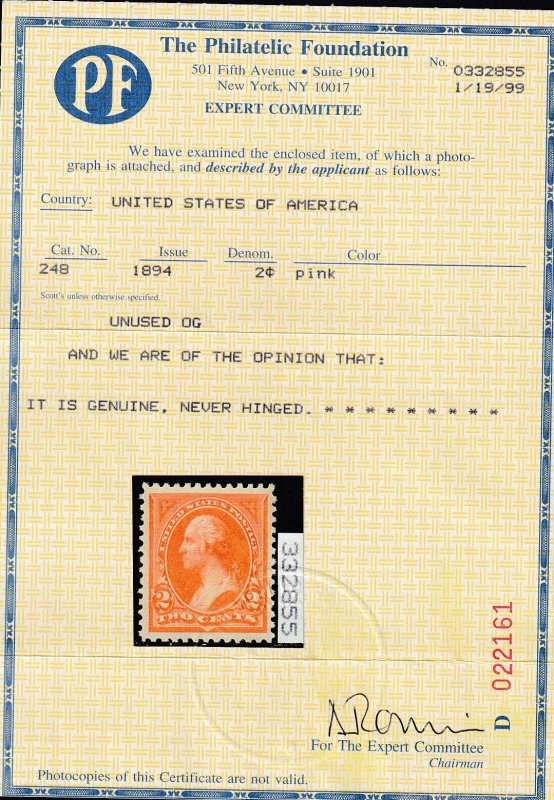 PF
The Philatelic Foundation
501 Fifth Avenue • Suite 1901
New York, NY 10017
EXPERT COMMITTEE
No. 0332855
1/19/99
We have examined the enclosed item, of which a photo-
graph is attached, and described by the applicant as follows:
Country: UNITED STATES OF AMERICA
Cat. No. Issue Denom. Color
248 1894 2¢ pink
Scott's unless otherwise specified.
UNUSED OG
AND WE ARE OF THE OPINION THAT:
IT IS GENUINE, NEVER HINGED. * * * * * * * * *
UNITED STATES POSTAGE
2 2
TWO CENTS
332855
D 022161
For The Expert Committee
Chairman
Photocopies of this Certificate are not valid.